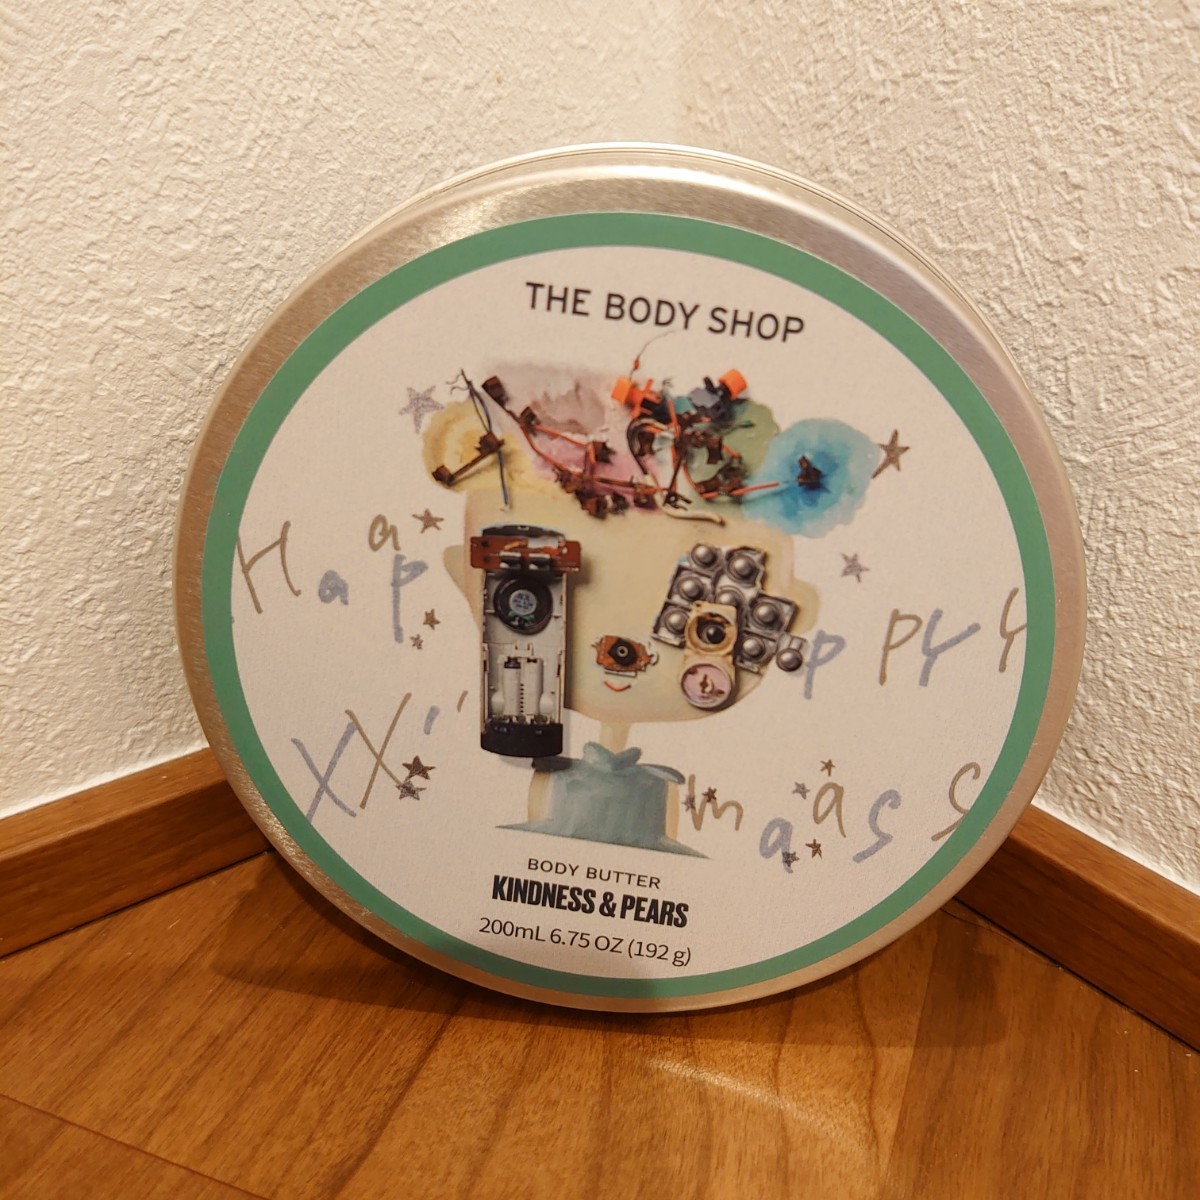 THE BODY SHOP
H a a p p P P Y Y Y
X X ' ' m a a s s
BODY BUTTER
KINDNESS & PEARS
200mL 6.75 OZ (192 g)